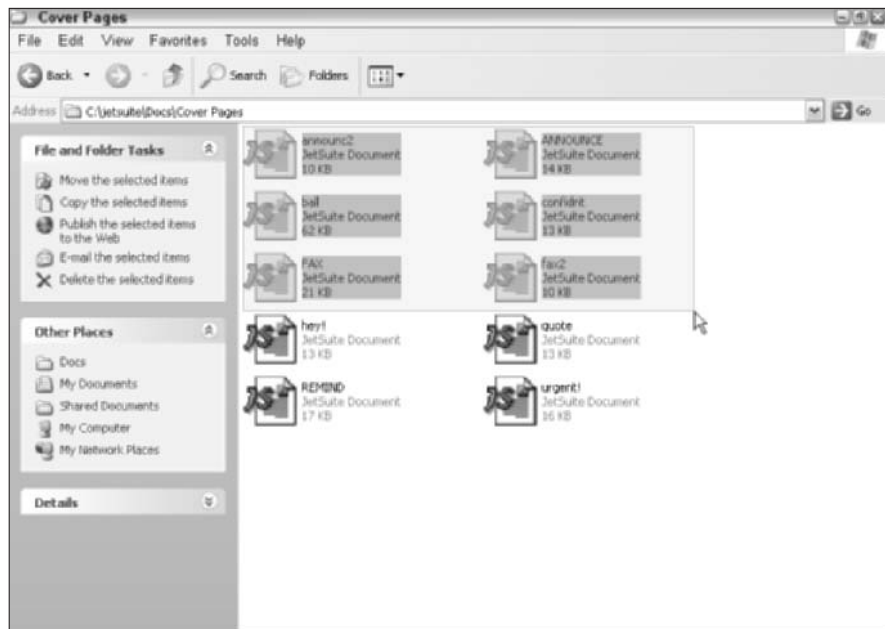 Cover Pages
File Edit View Favorites Tools Help
Back Search Folders
Address C:\jetsuite\Docs\Cover Pages Go
File and Folder Tasks
Move the selected items
Copy the selected items
Publish the selected items
to the Web
E-mail the selected items
Delete the selected items
Other Places
Docs
My Documents
Shared Documents
My Computer
My Network Places
Details
announc2
JetSuite Document
10 KB
ANNOUNCE
JetSuite Document
14 KB
ball
JetSuite Document
62 KB
confidnt
JetSuite Document
13 KB
FAX
JetSuite Document
21 KB
fax2
JetSuite Document
10 KB
hey!
JetSuite Document
13 KB
quote
JetSuite Document
13 KB
REMIND
JetSuite Document
17 KB
urgent!
JetSuite Document
16 KB